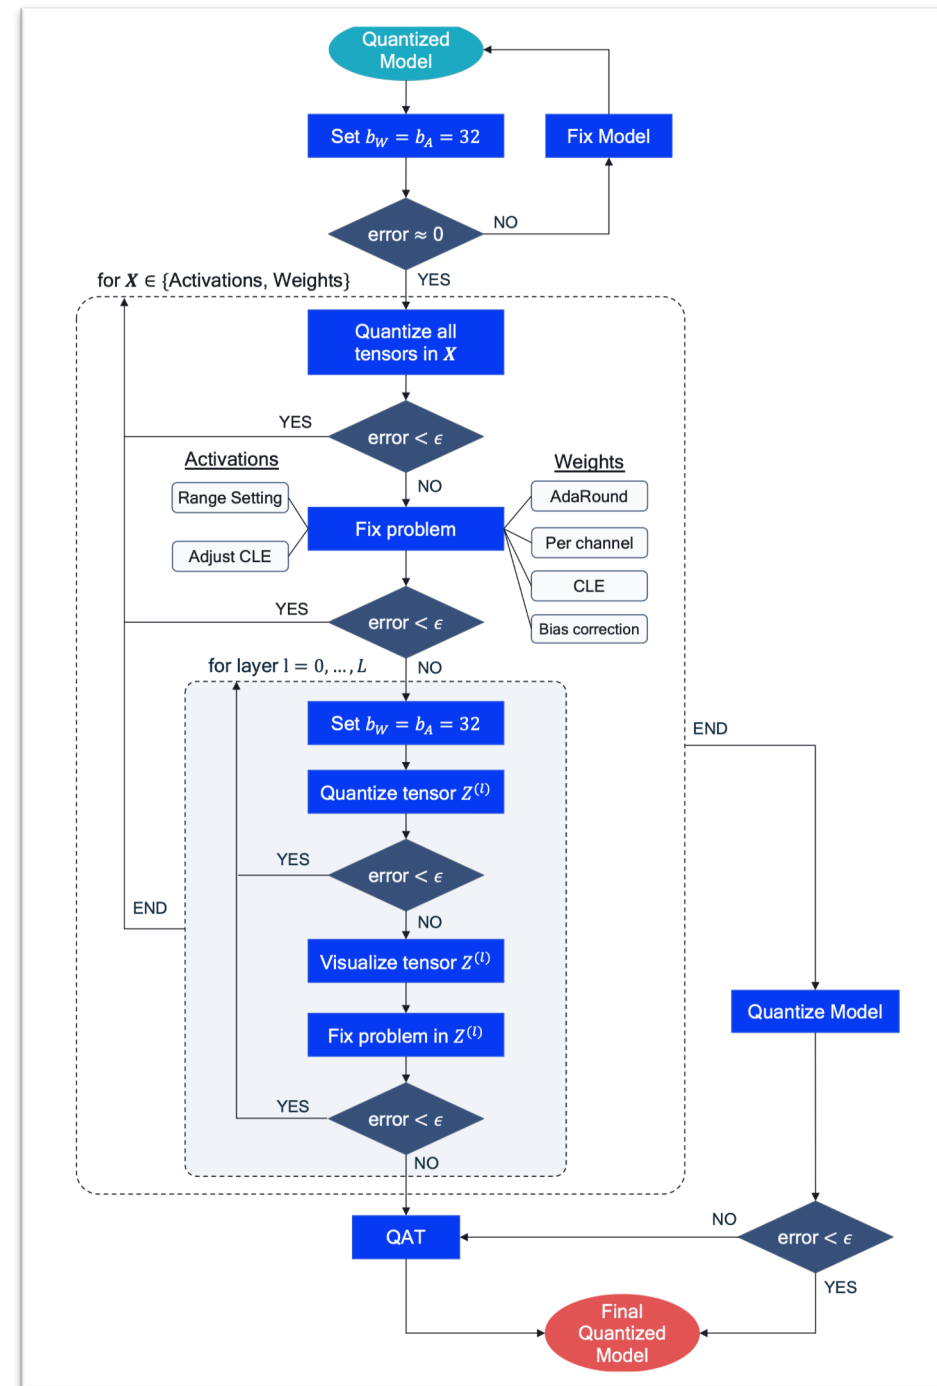 Quantized
Model
Set b_W = b_A = 32
Fix Model
error ≈ 0
NO
YES
for X ∈ {Activations, Weights}
Quantize all
tensors in X
YES
error < ϵ
NO
Activations
Range Setting
Adjust CLE
Weights
AdaRound
Per channel
CLE
Bias correction
Fix problem
YES
error < ϵ
NO
for layer l = 0, ..., L
Set b_W = b_A = 32
Quantize tensor Z^(l)
YES
error < ϵ
NO
Visualize tensor Z^(l)
Fix problem in Z^(l)
YES
error < ϵ
NO
END
END
Quantize Model
QAT
NO
error < ϵ
YES
Final
Quantized
Model